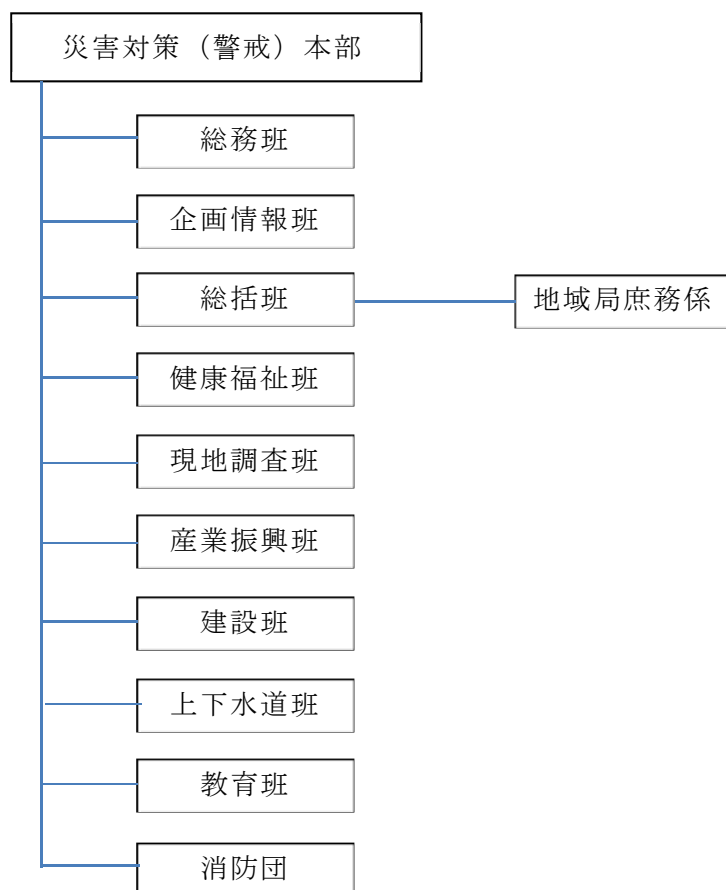 災害対策（警戒）本部
総務班
企画情報班
総括班
地域局庶務係
健康福祉班
現地調査班
産業振興班
建設班
上下水道班
教育班
消防団